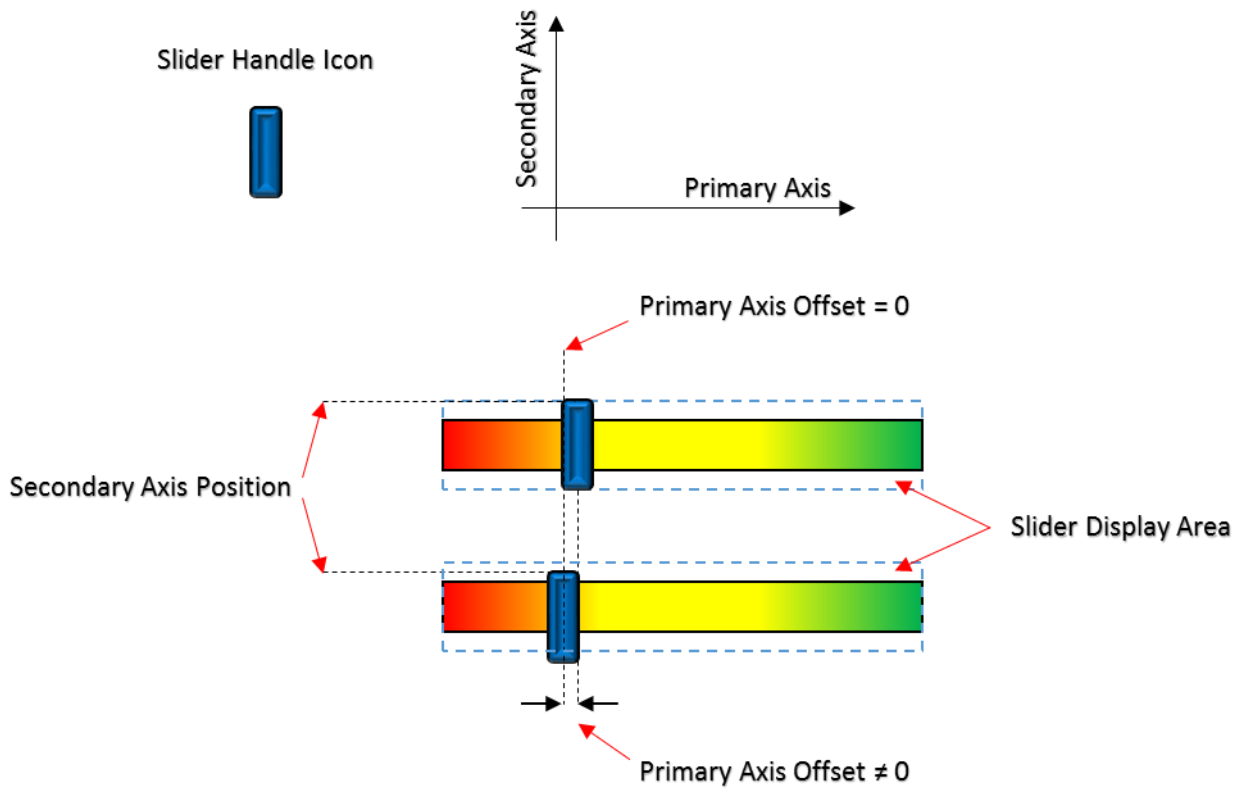 Slider Handle Icon
Secondary Axis
Primary Axis
Primary Axis Offset = 0
Secondary Axis Position
Slider Display Area
Primary Axis Offset ≠ 0